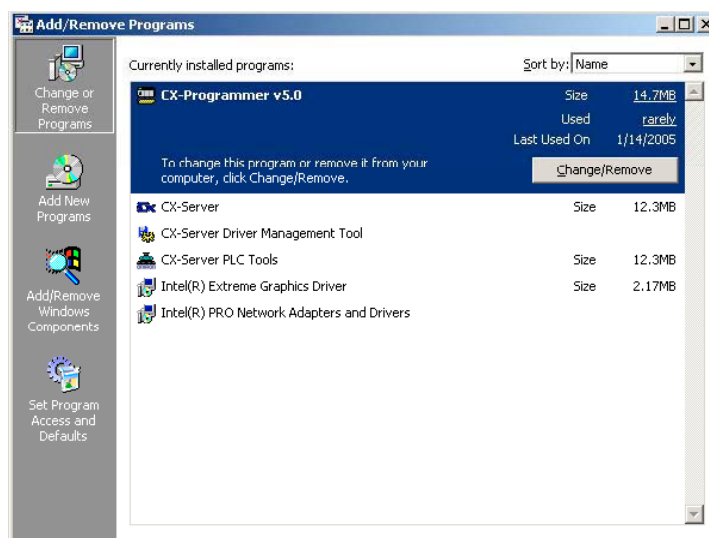 Add/Remove Programs
Change or
Remove
Programs
Add New
Programs
Add/Remove
Windows
Components
Set Program
Access and
Defaults
Currently installed programs:
Sort by: Name
CX-Programmer v5.0
Size 14.7MB
Used rarely
Last Used On 1/14/2005
To change this program or remove it from your
computer, click Change/Remove.
Change/Remove
CX-Server Size 12.3MB
CX-Server Driver Management Tool
CX-Server PLC Tools Size 12.3MB
Intel(R) Extreme Graphics Driver Size 2.17MB
Intel(R) PRO Network Adapters and Drivers